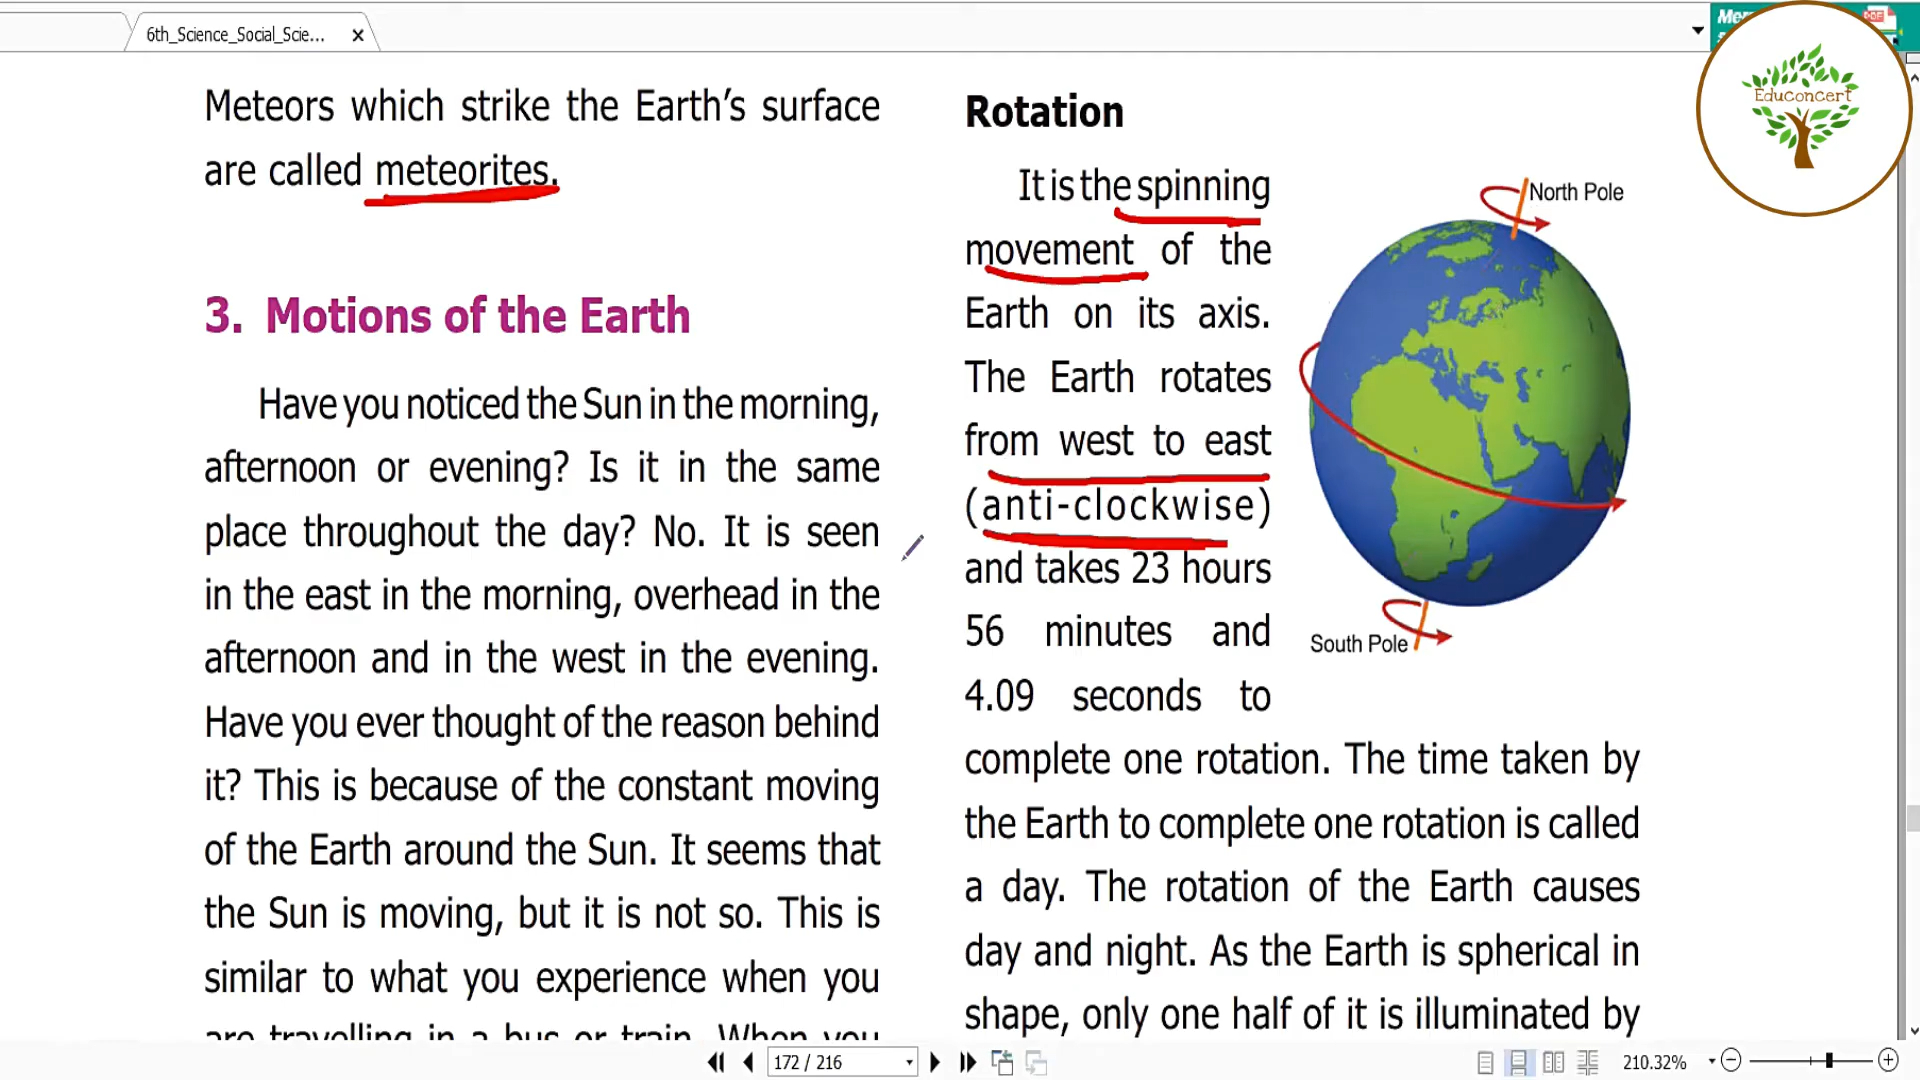 6th_Science_Social_Scie...
Educoncert
Meteors which strike the Earth's surface
are called meteorites.
3. Motions of the Earth
Have you noticed the Sun in the morning,
afternoon or evening? Is it in the same
place throughout the day? No. It is seen
in the east in the morning, overhead in the
afternoon and in the west in the evening.
Have you ever thought of the reason behind
it? This is because of the constant moving
of the Earth around the Sun. It seems that
the Sun is moving, but it is not so. This is
similar to what you experience when you
are travelling in a bus or train. When you
Rotation
It is the spinning
movement of the
Earth on its axis.
The Earth rotates
from west to east
(anti-clockwise)
and takes 23 hours
56 minutes and
4.09 seconds to
complete one rotation. The time taken by
the Earth to complete one rotation is called
a day. The rotation of the Earth causes
day and night. As the Earth is spherical in
shape, only one half of it is illuminated by
North Pole
South Pole
172 / 216
210.32%